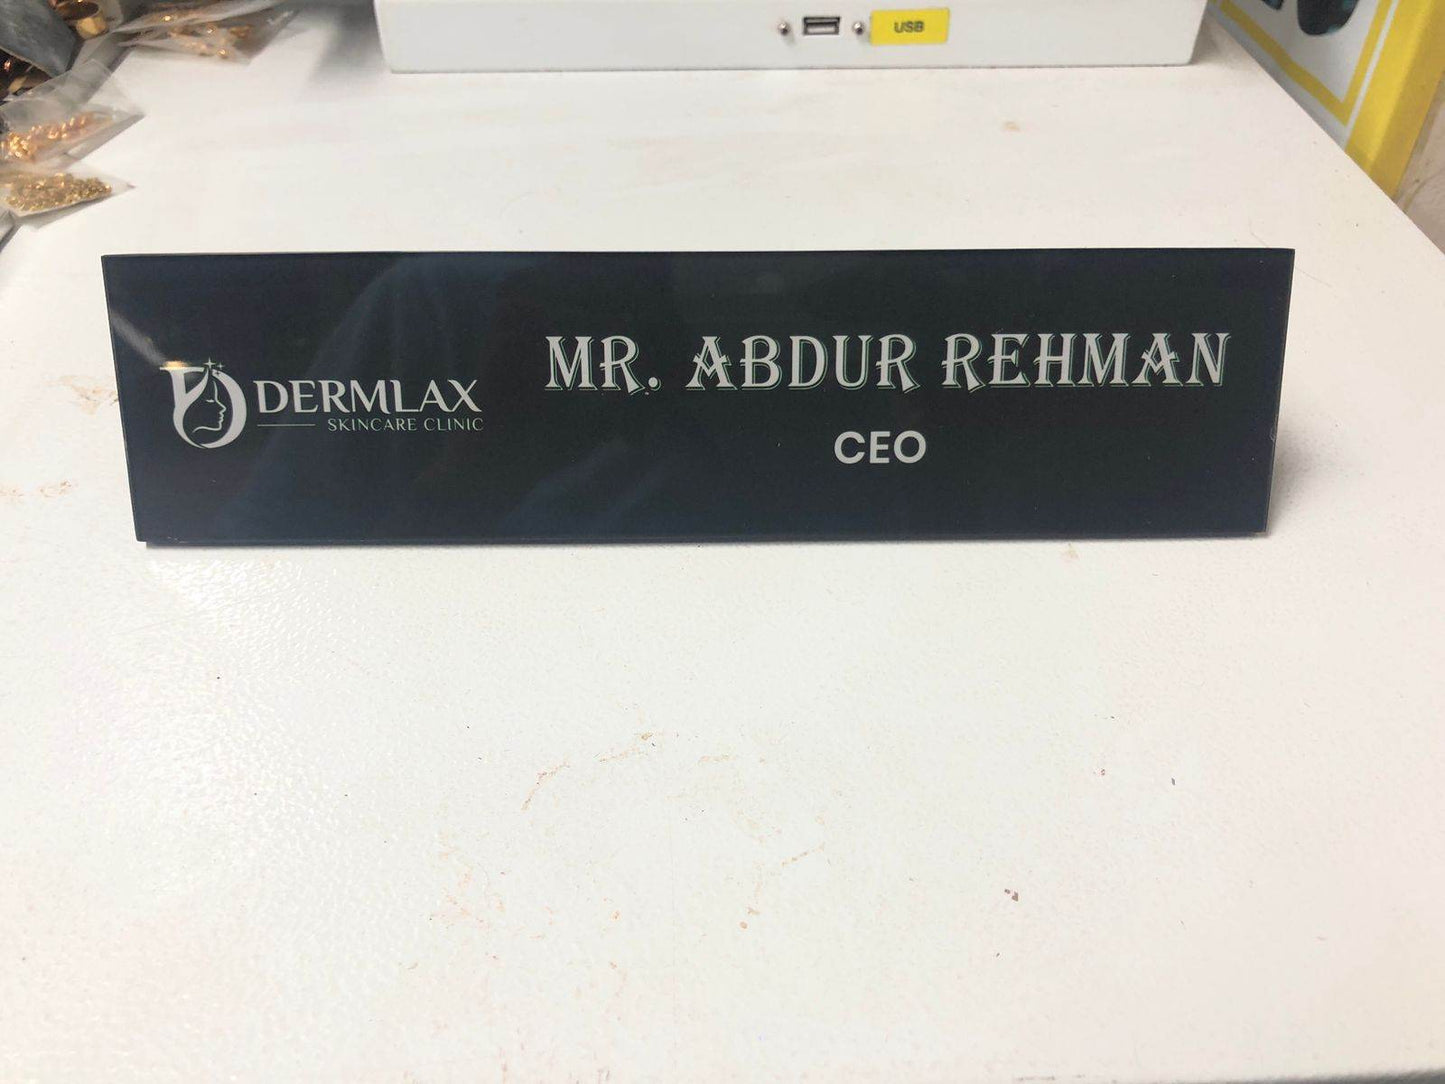 USB
DERMLAX
SKINCARE CLINIC
MR. ABDUR REHMAN
CEO